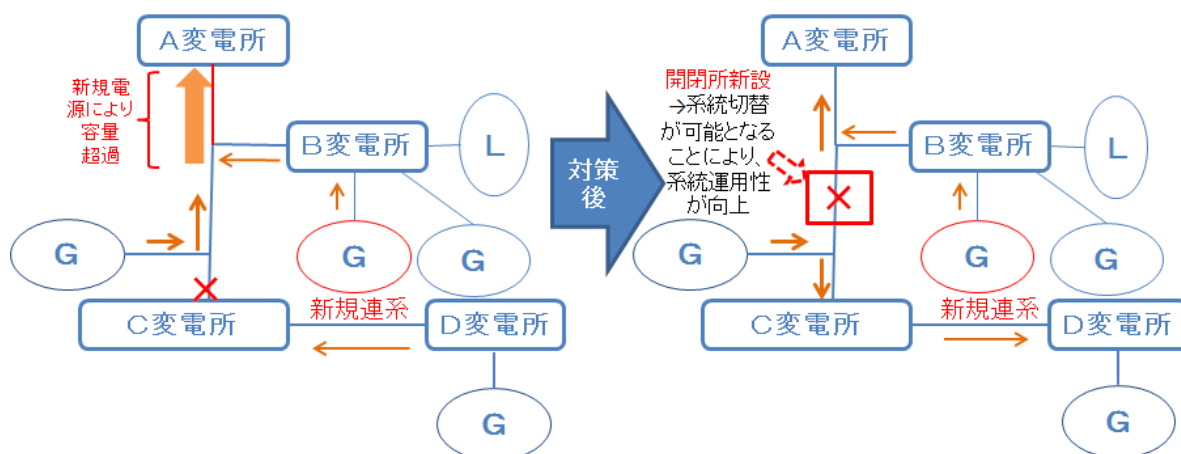 A変電所
新規電
源により
容量
超過
B変電所
L
G
G
G
C変電所
新規連系
D変電所
G
対策
後
A変電所
開閉所新設
→系統切替
が可能となる
ことにより、
系統運用性
が向上
B変電所
L
G
G
G
C変電所
新規連系
D変電所
G